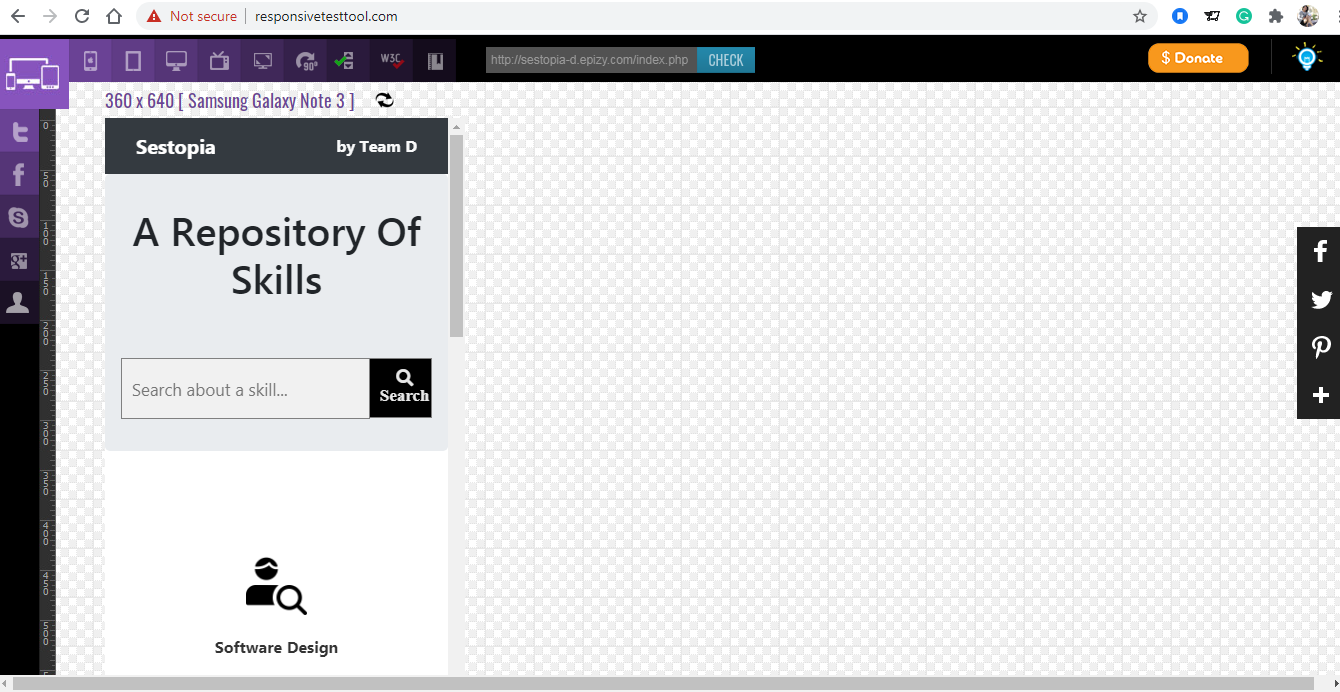 Not secure | responsivetesttool.com
90°
W3C
http://sestopia-d.epizy.com/index.php
CHECK
$ Donate
360 x 640 [ Samsung Galaxy Note 3 ]
Sestopia
by Team D
A Repository Of
Skills
Search about a skill...
Search
Software Design
0
50
100
150
200
250
300
350
400
450
500